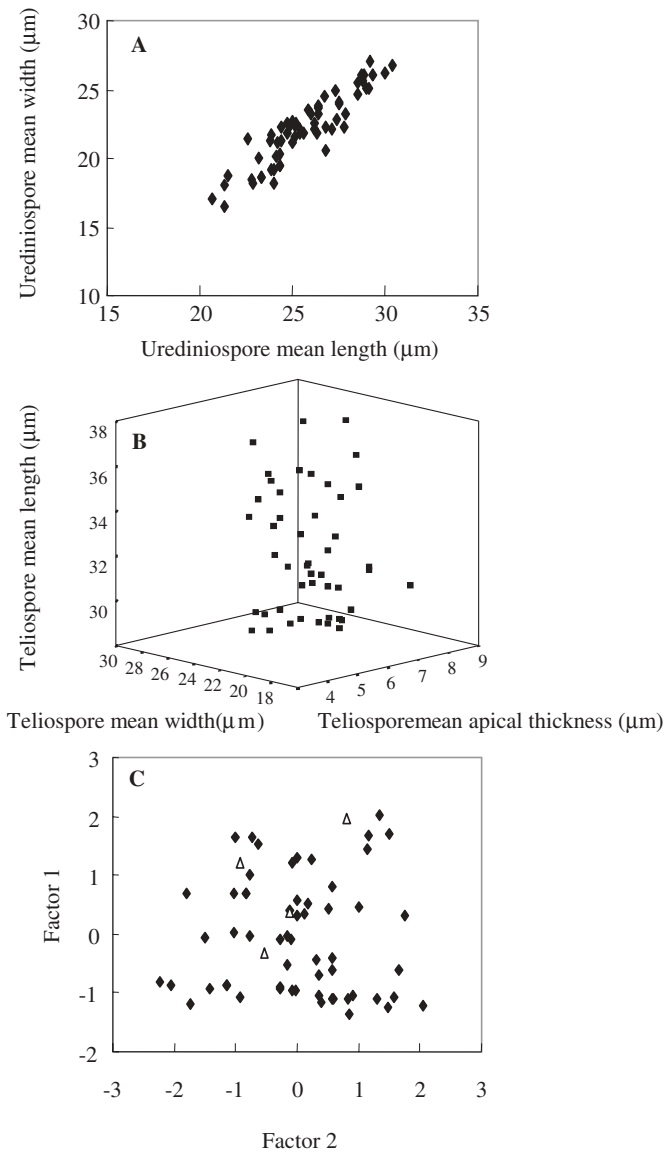 30
A
25
20
15
10
15 20 25 30 35
Urediniospore mean width (μm)
Urediniospore mean length (μm)
B
38
36
34
32
30
Teliospore mean length (μm)
30 28 26 24 22 20 18
4 5 6 7 8 9
Teliospore mean width(μm)
Teliosporemean apical thickness (μm)
3
C
2
1
0
-1
-2
-3 -2 -1 0 1 2 3
Factor 1
Factor 2